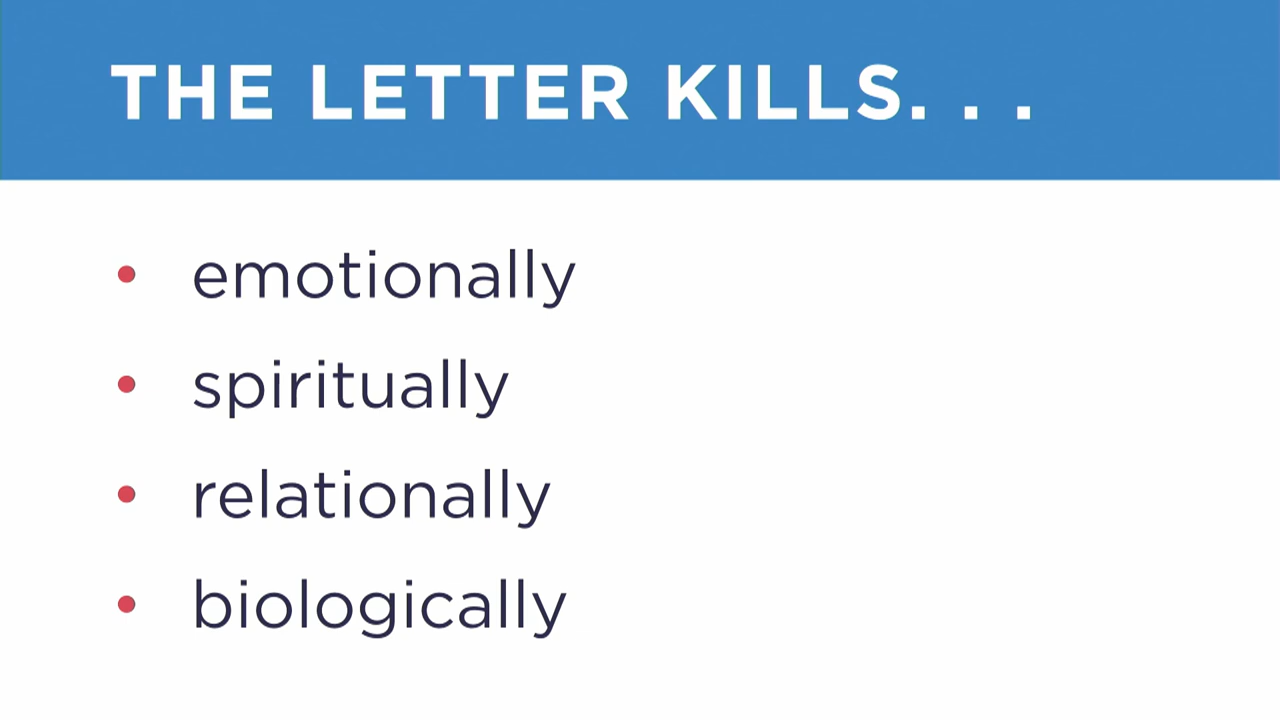 THE LETTER KILLS. . .
• emotionally
• spiritually
• relationally
• biologically